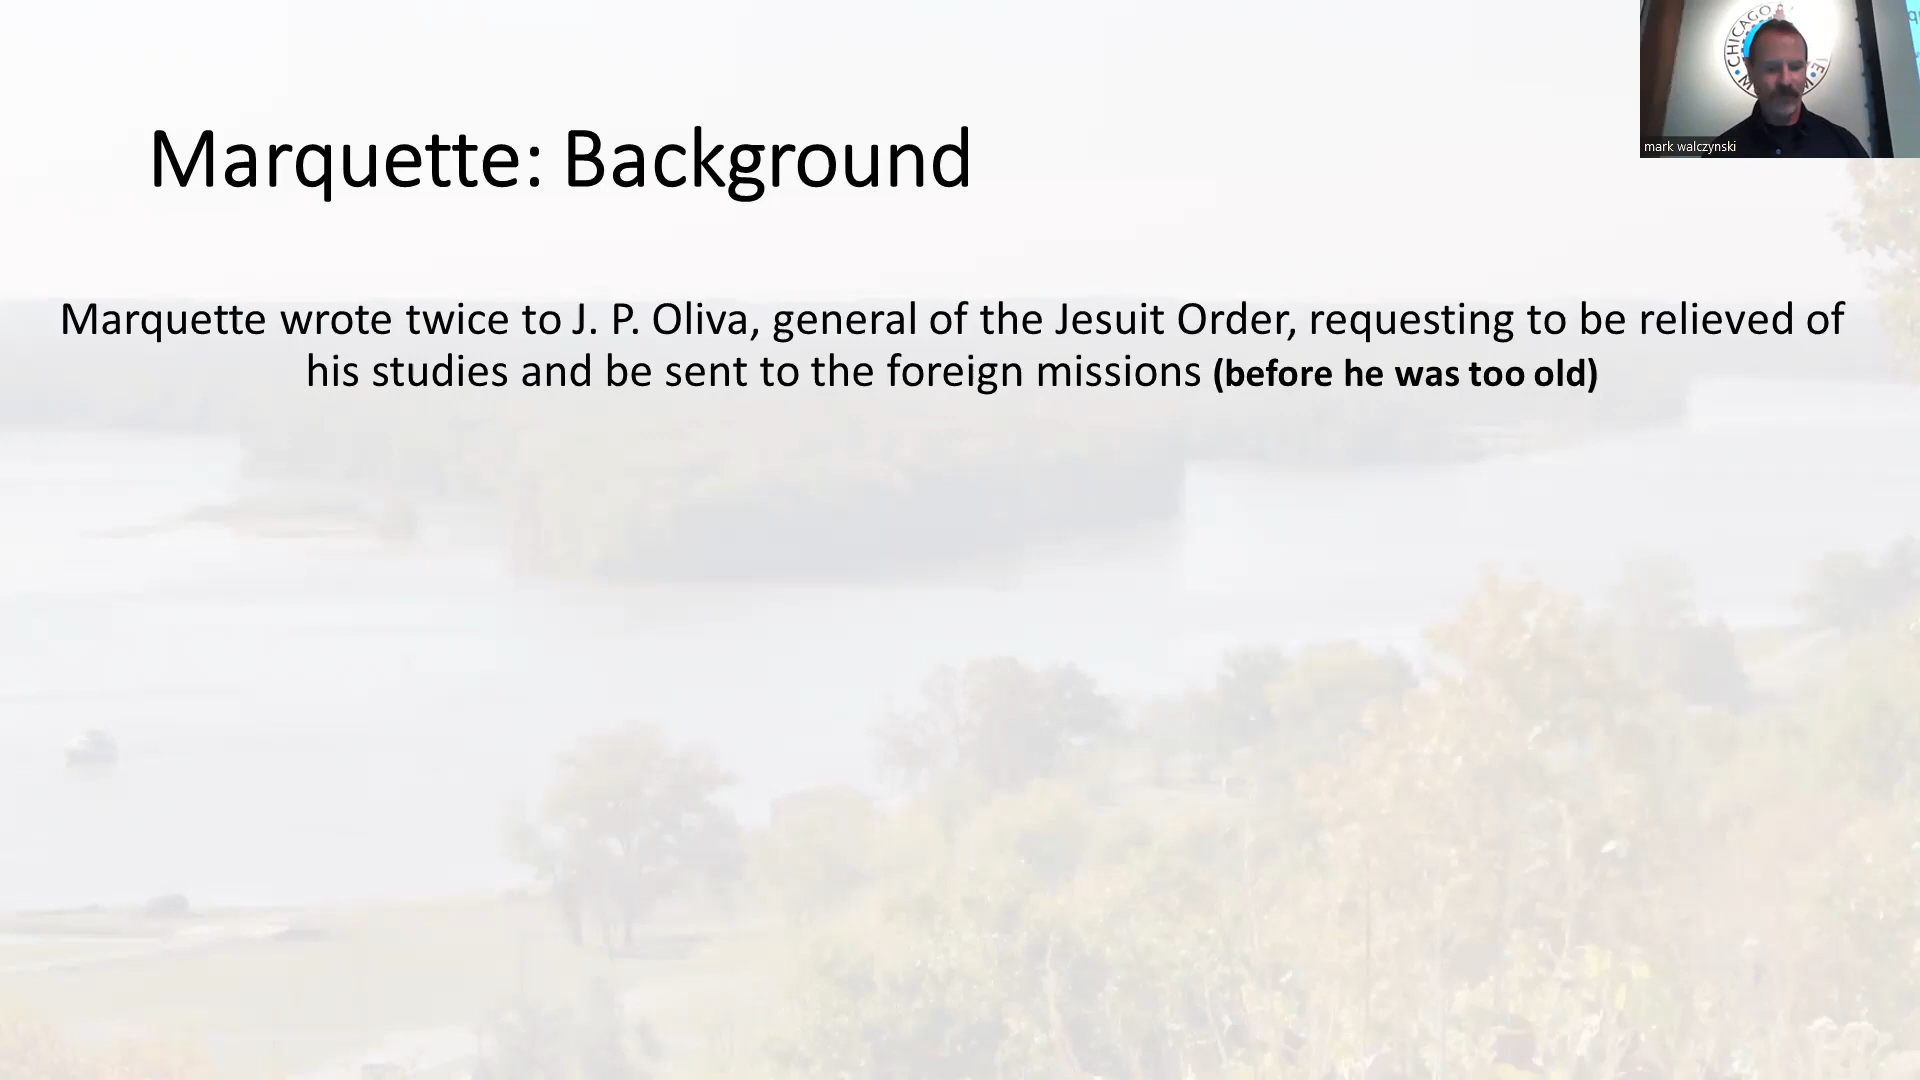 Marquette: Background
Marquette wrote twice to J. P. Oliva, general of the Jesuit Order, requesting to be relieved of
his studies and be sent to the foreign missions (before he was too old)
CHICAGO
mark walczynski